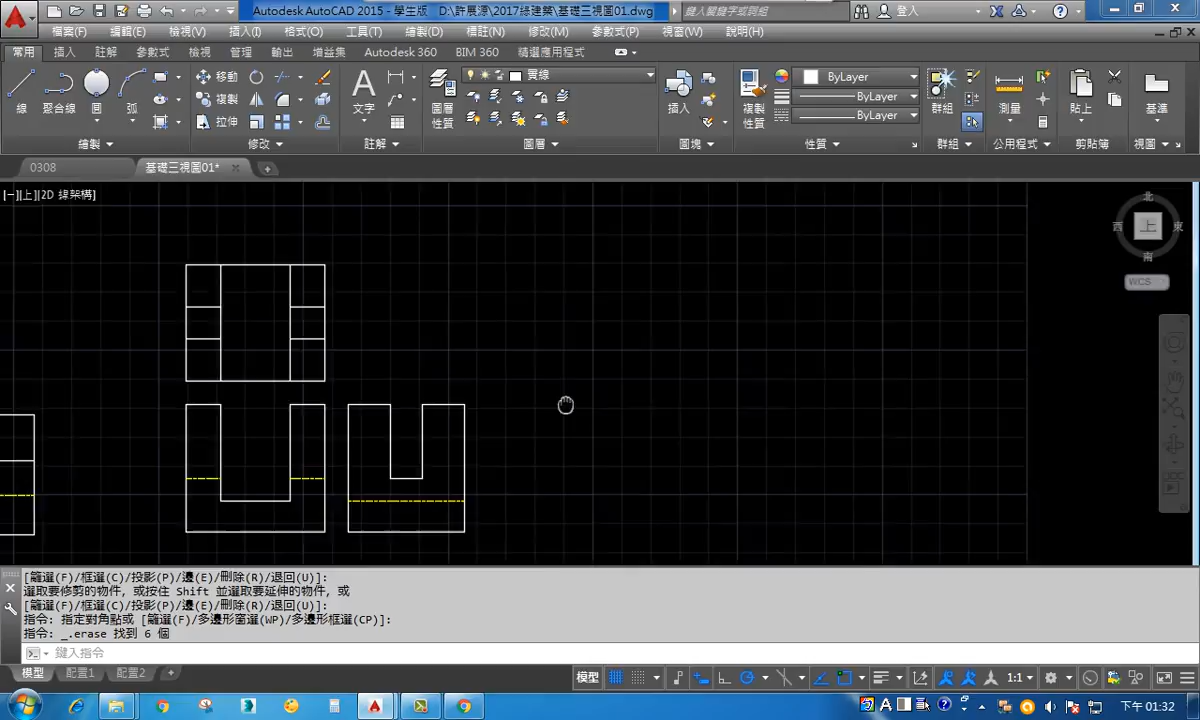 Autodesk AutoCAD 2015 - 學生版 D:\許展源\2017綠建築\基礎三視圖01.dwg
鍵入關鍵字或詞組
登入
檔案(F) 編輯(E) 檢視(V) 插入(I) 格式(O) 工具(T) 繪製(D) 標註(N) 修改(M) 參數式(P) 視窗(W) 說明(H)
常用 插入 註解 參數式 檢視 管理 輸出 增益集 Autodesk 360 BIM 360 精選應用程式
線 聚合線 圓 弧
移動
複製
拉伸
文字
圖層
性質
實線
插入
複製
性質
ByLayer
ByLayer
ByLayer
群組
測量
貼上
基準
繪製 修改 註解 圖層 圖塊 性質 群組 公用程式 剪貼簿 視圖
0308 基礎三視圖01*
[−][上][2D 線架構]
北
西 上 東
南
WCS
[籬選(F)/框選(C)/投影(P)/邊(E)/刪除(R)/退回(U)]:
選取要修剪的物件, 或按住 Shift 並選取要延伸的物件, 或
[籬選(F)/框選(C)/投影(P)/邊(E)/刪除(R)/退回(U)]:
指令: 指定對角點或 [籬選(F)/多邊形窗選(WP)/多邊形框選(CP)]:
指令: _.erase 找到 6 個
鍵入指令
模型 配置1 配置2
模型 1:1
下午 01:32